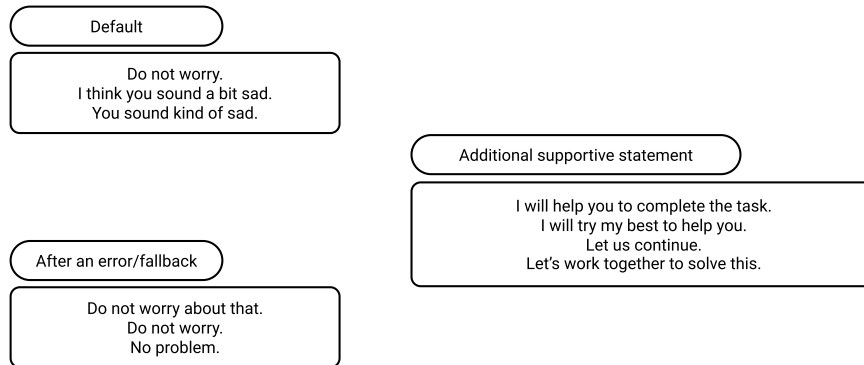 Default
Do not worry.
I think you sound a bit sad.
You sound kind of sad.
Additional supportive statement
I will help you to complete the task.
I will try my best to help you.
Let us continue.
Let’s work together to solve this.
After an error/fallback
Do not worry about that.
Do not worry.
No problem.